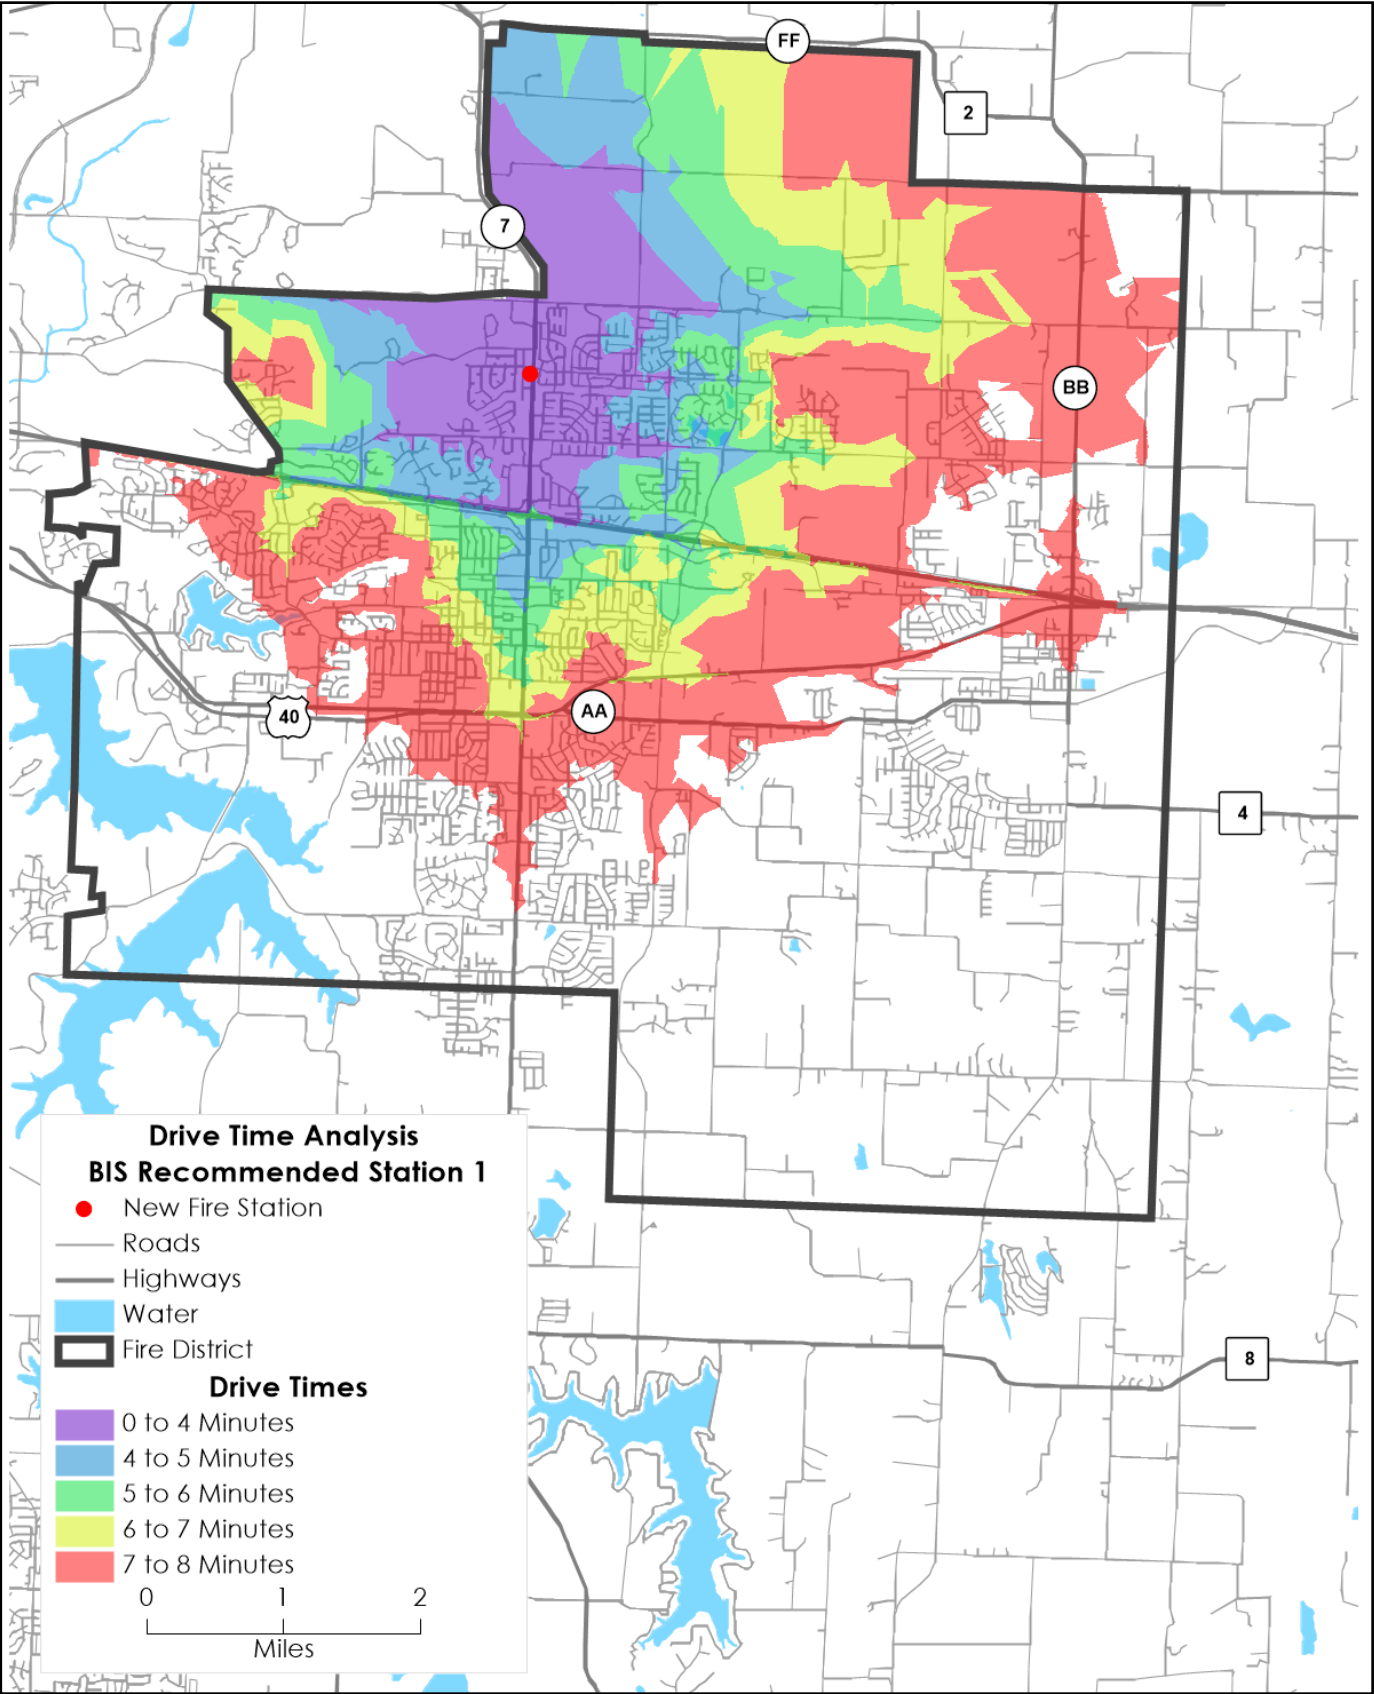 FF
2
7
BB
40
AA
4
Drive Time Analysis
BIS Recommended Station 1
New Fire Station
Roads
Highways
Water
Fire District
8
Drive Times
0 to 4 Minutes
4 to 5 Minutes
5 to 6 Minutes
6 to 7 Minutes
7 to 8 Minutes
0 1 2
Miles